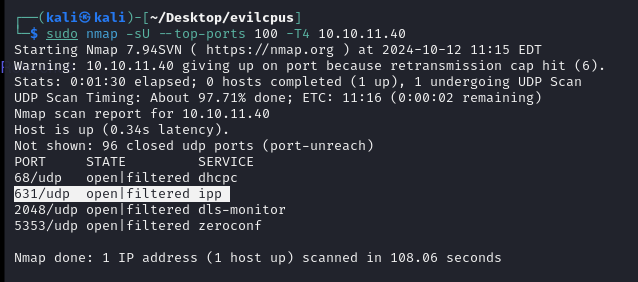 ┌──(kali㉿kali)-[~/Desktop/evilcpus]
└─$ sudo nmap -sU --top-ports 100 -T4 10.10.11.40
Starting Nmap 7.94SVN ( https://nmap.org ) at 2024-10-12 11:15 EDT
Warning: 10.10.11.40 giving up on port because retransmission cap hit (6).
Stats: 0:01:30 elapsed; 0 hosts completed (1 up), 1 undergoing UDP Scan
UDP Scan Timing: About 97.71% done; ETC: 11:16 (0:00:02 remaining)
Nmap scan report for 10.10.11.40
Host is up (0.34s latency).
Not shown: 96 closed udp ports (port-unreach)
PORT     STATE         SERVICE
68/udp   open|filtered dhcpc
631/udp  open|filtered ipp
2048/udp open|filtered dls-monitor
5353/udp open|filtered zeroconf

Nmap done: 1 IP address (1 host up) scanned in 108.06 seconds